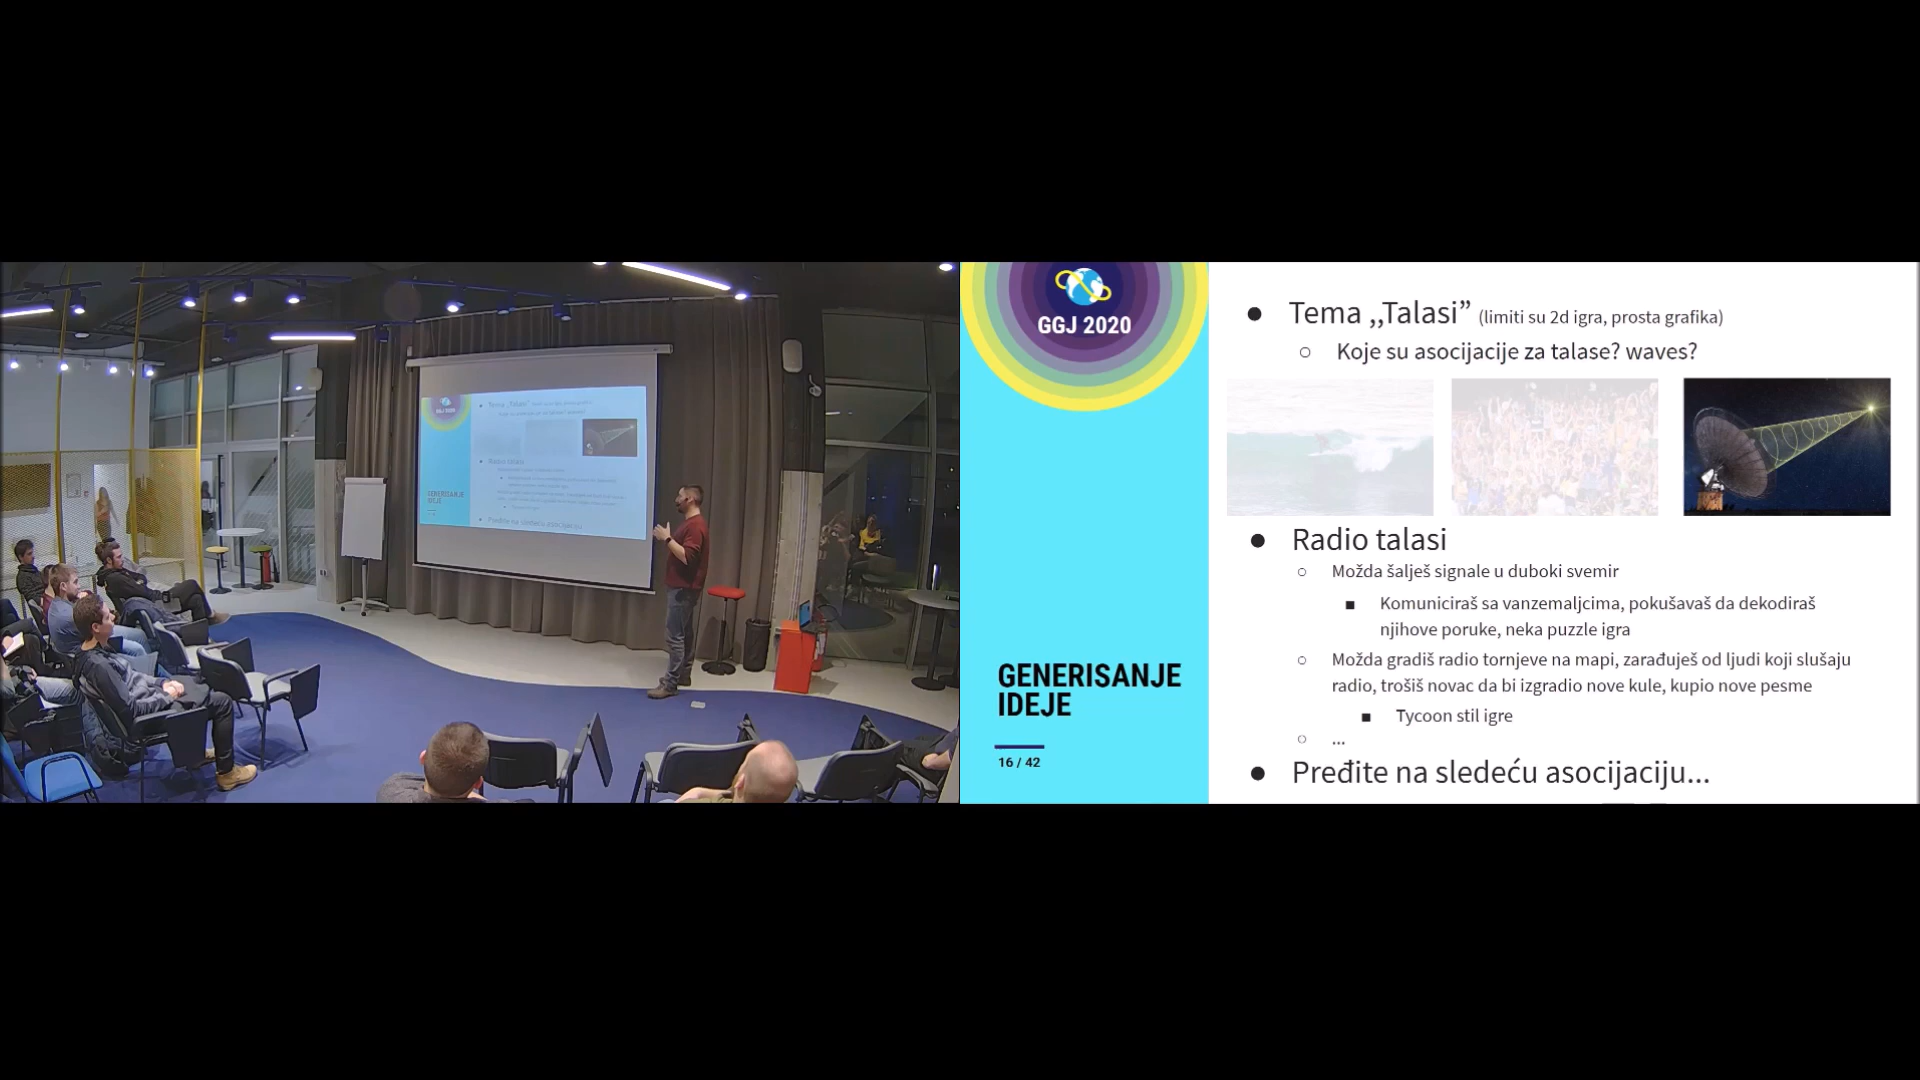 GGJ 2020
GENERISANJE
IDEJE
16 / 42
● Tema ,,Talasi” (limiti su 2d igra, prosta grafika)
○ Koje su asocijacije za talase? waves?
● Radio talasi
○ Možda šalješ signale u duboki svemir
■ Komuniciraš sa vanzemaljcima, pokušavaš da dekodiraš
njihove poruke, neka puzzle igra
○ Možda gradiš radio tornjeve na mapi, zarađuješ od ljudi koji slušaju
radio, trošiš novac da bi izgradio nove kule, kupio nove pesme
■ Tycoon stil igre
○ ...
● Pređite na sledeću asocijaciju...